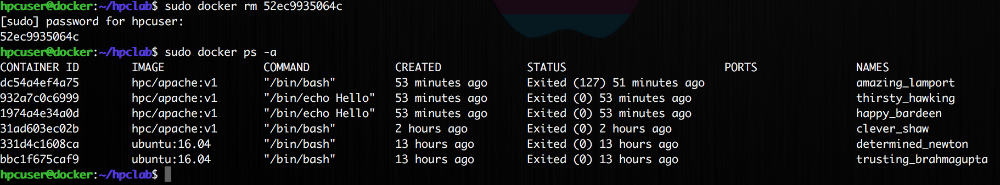 hpcuser@docker:~/hpclab$ sudo docker rm 52ec9935064c
[sudo] password for hpcuser:
52ec9935064c
hpcuser@docker:~/hpclab$ sudo docker ps -a
CONTAINER ID        IMAGE               COMMAND             CREATED             STATUS                        PORTS               NAMES
dc54a4ef4a75        hpc/apache:v1       "/bin/bash"         53 minutes ago      Exited (127) 51 minutes ago                       amazing_lamport
932a7c0c6999        hpc/apache:v1       "/bin/echo Hello"   53 minutes ago      Exited (0) 53 minutes ago                         thirsty_hawking
1974a4e34a0d        hpc/apache:v1       "/bin/echo Hello"   53 minutes ago      Exited (0) 53 minutes ago                         happy_bardeen
31ad603ec02b        hpc/apache:v1       "/bin/bash"         2 hours ago         Exited (0) 2 hours ago                            clever_shaw
331d4c1608ca        ubuntu:16.04        "/bin/bash"         13 hours ago        Exited (0) 13 hours ago                           determined_newton
bbc1f675caf9        ubuntu:16.04        "/bin/bash"         13 hours ago        Exited (0) 13 hours ago                           trusting_brahmagupta
hpcuser@docker:~/hpclab$